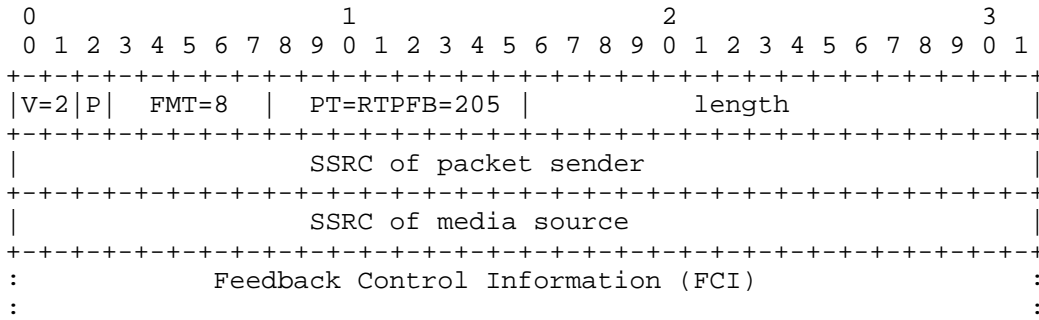 0                   1                   2                   3
 0 1 2 3 4 5 6 7 8 9 0 1 2 3 4 5 6 7 8 9 0 1 2 3 4 5 6 7 8 9 0 1
+-+-+-+-+-+-+-+-+-+-+-+-+-+-+-+-+-+-+-+-+-+-+-+-+-+-+-+-+-+-+-+-+
|V=2|P|  FMT=8  |  PT=RTPFB=205 |          length               |
+-+-+-+-+-+-+-+-+-+-+-+-+-+-+-+-+-+-+-+-+-+-+-+-+-+-+-+-+-+-+-+-+
|                  SSRC of packet sender                        |
+-+-+-+-+-+-+-+-+-+-+-+-+-+-+-+-+-+-+-+-+-+-+-+-+-+-+-+-+-+-+-+-+
|                  SSRC of media source                         |
+-+-+-+-+-+-+-+-+-+-+-+-+-+-+-+-+-+-+-+-+-+-+-+-+-+-+-+-+-+-+-+-+
:            Feedback Control Information (FCI)                 :
:                                                               :